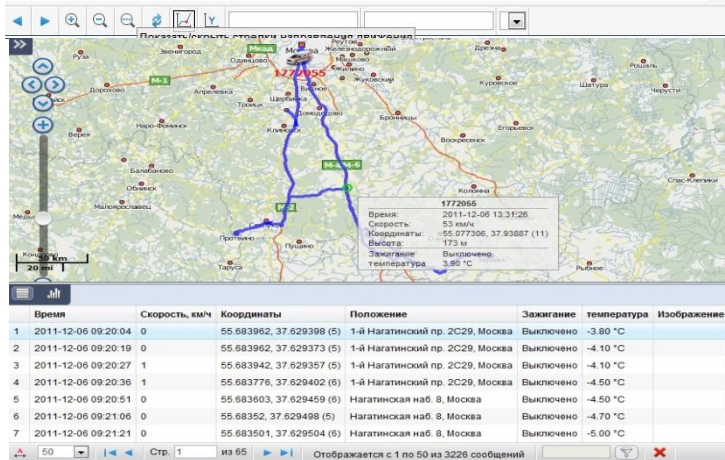 Показать/скрыть стрелки направления движения
Руза
Звенигород
Мкад
Москва
Реутов
Железнодорожный
Дрезна
Одинцово
Машково
Рошаль
1772055
Жуковский
М-1
Дорохово
Апрелевка
Видное
Куровское
Шатура
Черусти
Троицк
Щербинка
Домодедово
Бронницы
Наро-Фоминск
Климовск
Егорьевск
Верея
Воскресенск
Балабаново
М-4
М-6
Обнинск
Коломна
Спас-Клепики
Малоярославец
М-2
Протвино
Пущино
Таруса
Рыбное
30 km
20 mi
1772055
Время: 2011-12-06 13:31:26
Скорость: 53 км/ч
Координаты: 55.077306, 37.93887 (11)
Высота: 173 м
Зажигание Выключено
температура 3.90 °C
Время Скорость, км/ч Координаты Положение Зажигание температура Изображение
1 2011-12-06 09:20:04 0 55.683962, 37.629398 (5) 1-й Нагатинский пр. 2С29, Москва Выключено -3.80 °C
2 2011-12-06 09:20:19 0 55.683962, 37.629373 (5) 1-й Нагатинский пр. 2С29, Москва Выключено -4.10 °C
3 2011-12-06 09:20:27 1 55.683942, 37.629357 (5) 1-й Нагатинский пр. 2С29, Москва Выключено -4.10 °C
4 2011-12-06 09:20:36 1 55.683776, 37.629402 (6) 1-й Нагатинский пр. 2С29, Москва Выключено -4.50 °C
5 2011-12-06 09:20:51 0 55.683603, 37.629459 (6) Нагатинская наб. 8, Москва Выключено -4.50 °C
6 2011-12-06 09:21:06 0 55.68352, 37.629498 (5) Нагатинская наб. 8, Москва Выключено -4.70 °C
7 2011-12-06 09:21:21 0 55.683501, 37.629504 (6) Нагатинская наб. 8, Москва Выключено -5.00 °C
50 Стр. 1 из 65 Отображается с 1 по 50 из 3226 сообщений